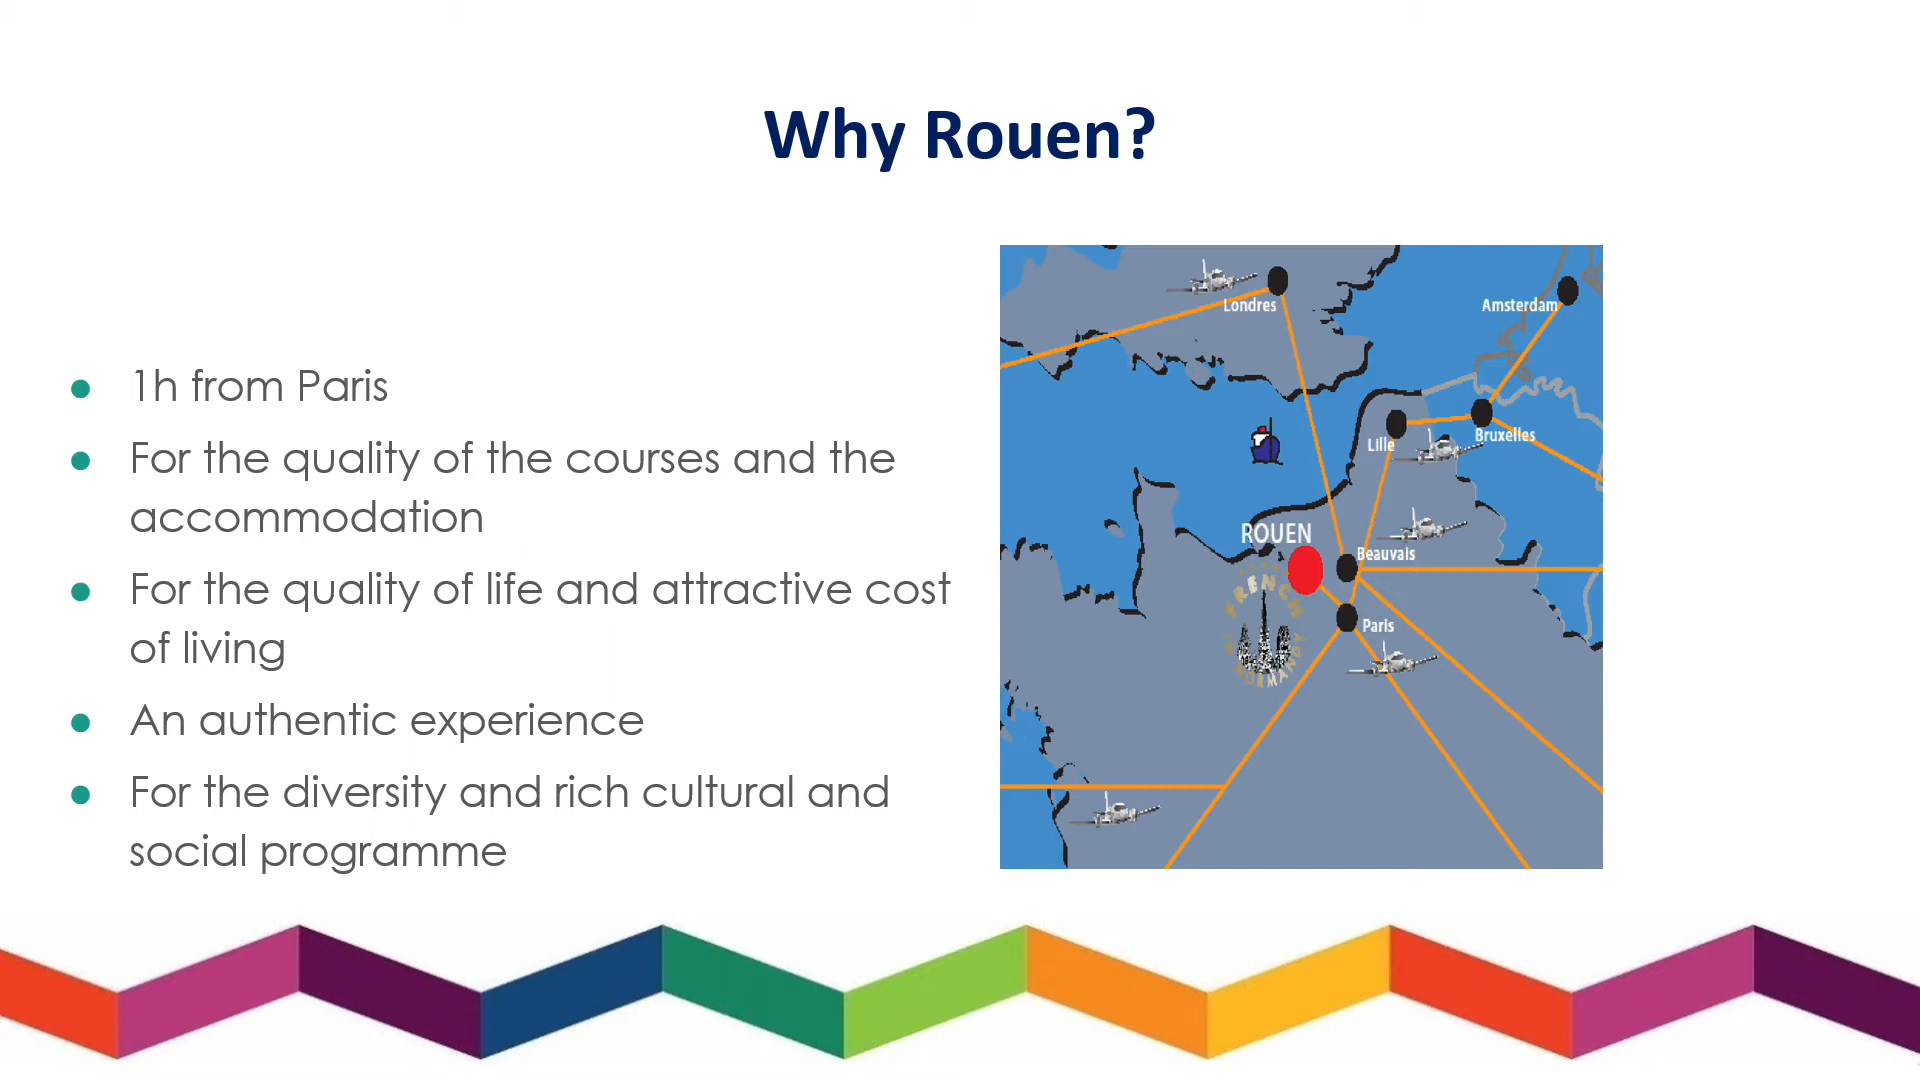 Why Rouen?
1h from Paris
For the quality of the courses and the
accommodation
For the quality of life and attractive cost
of living
An authentic experience
For the diversity and rich cultural and
social programme
Londres
Amsterdam
Lille
Bruxelles
ROUEN
Beauvais
Paris
FRENCH
NORMANDY